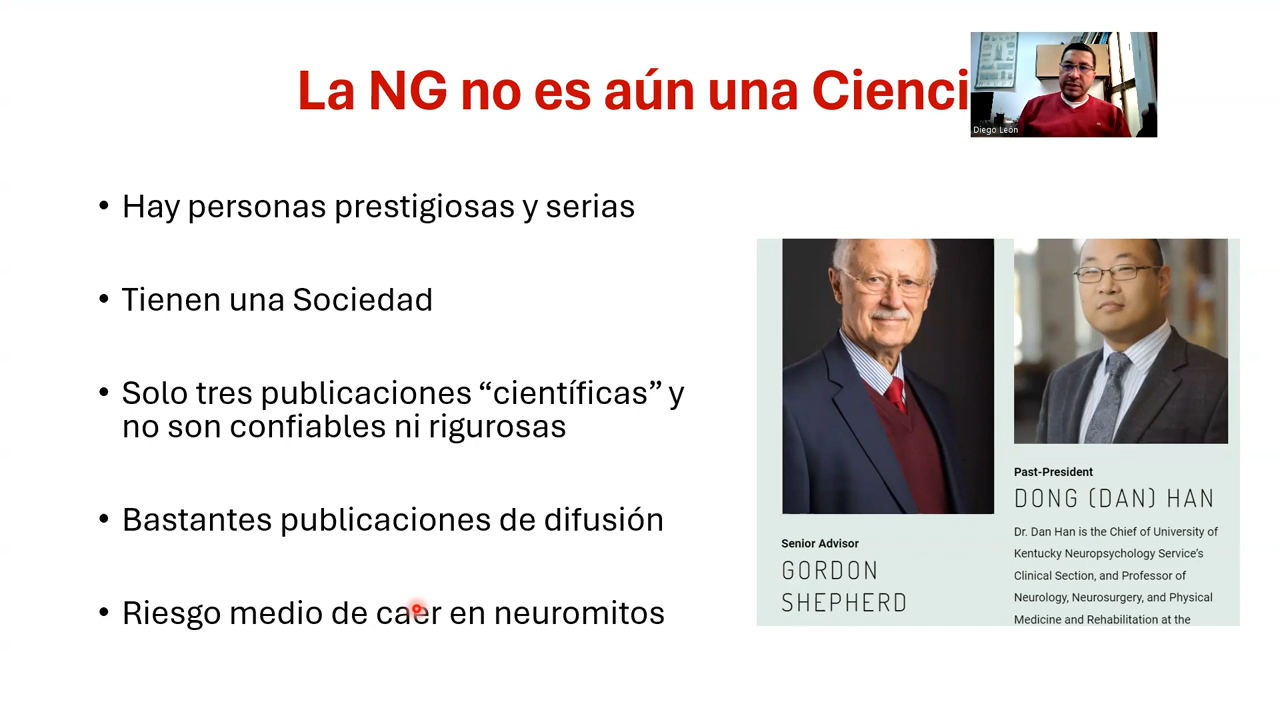 La NG no es aún una Cienci
Diego León
• Hay personas prestigiosas y serias
• Tienen una Sociedad
• Solo tres publicaciones “científicas” y
no son confiables ni rigurosas
• Bastantes publicaciones de difusión
• Riesgo medio de caer en neuromitos
Senior Advisor
GORDON
SHEPHERD
Past-President
DONG (DAN) HAN
Dr. Dan Han is the Chief of University of
Kentucky Neuropsychology Service's
Clinical Section, and Professor of
Neurology, Neurosurgery, and Physical
Medicine and Rehabilitation at the